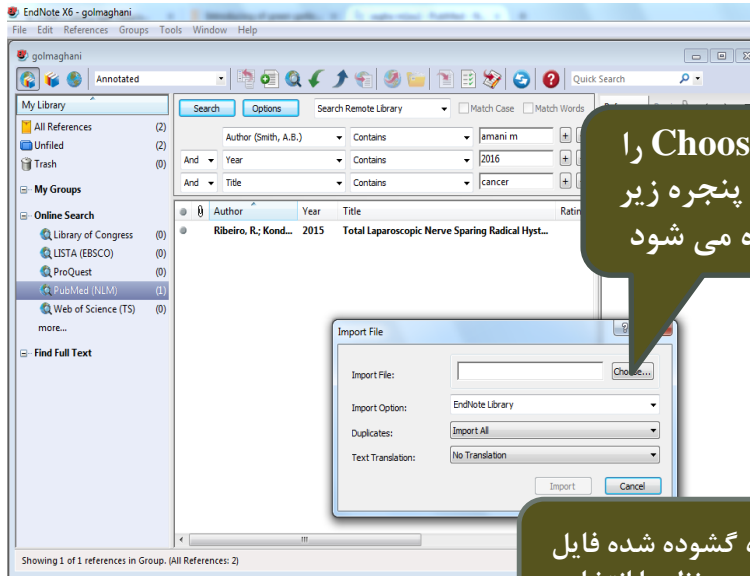 EndNote X6 - golmaghani
File Edit References Groups Tools Window Help
golmaghani
Annotated
Quick Search
My Library
All References (2)
Unfiled (2)
Trash (0)
My Groups
Online Search
Library of Congress (0)
LISTA (EBSCO) (0)
ProQuest (0)
PubMed (NLM) (1)
Web of Science (TS) (0)
more...
Find Full Text
Search Options Search Remote Library Match Case Match Words
Author (Smith, A.B.) Contains amani m
And Year Contains 2016
And Title Contains cancer
Author Year Title Ratin
Ribeiro, R.; Kond... 2015 Total Laparoscopic Nerve Sparing Radical Hyst...
Choos را
پنجره زیر
می شود
Import File
Import File: Choose...
Import Option: EndNote Library
Duplicates: Import All
Text Translation: No Translation
Import Cancel
گشوده شده فایل
Showing 1 of 1 references in Group. (All References: 2)